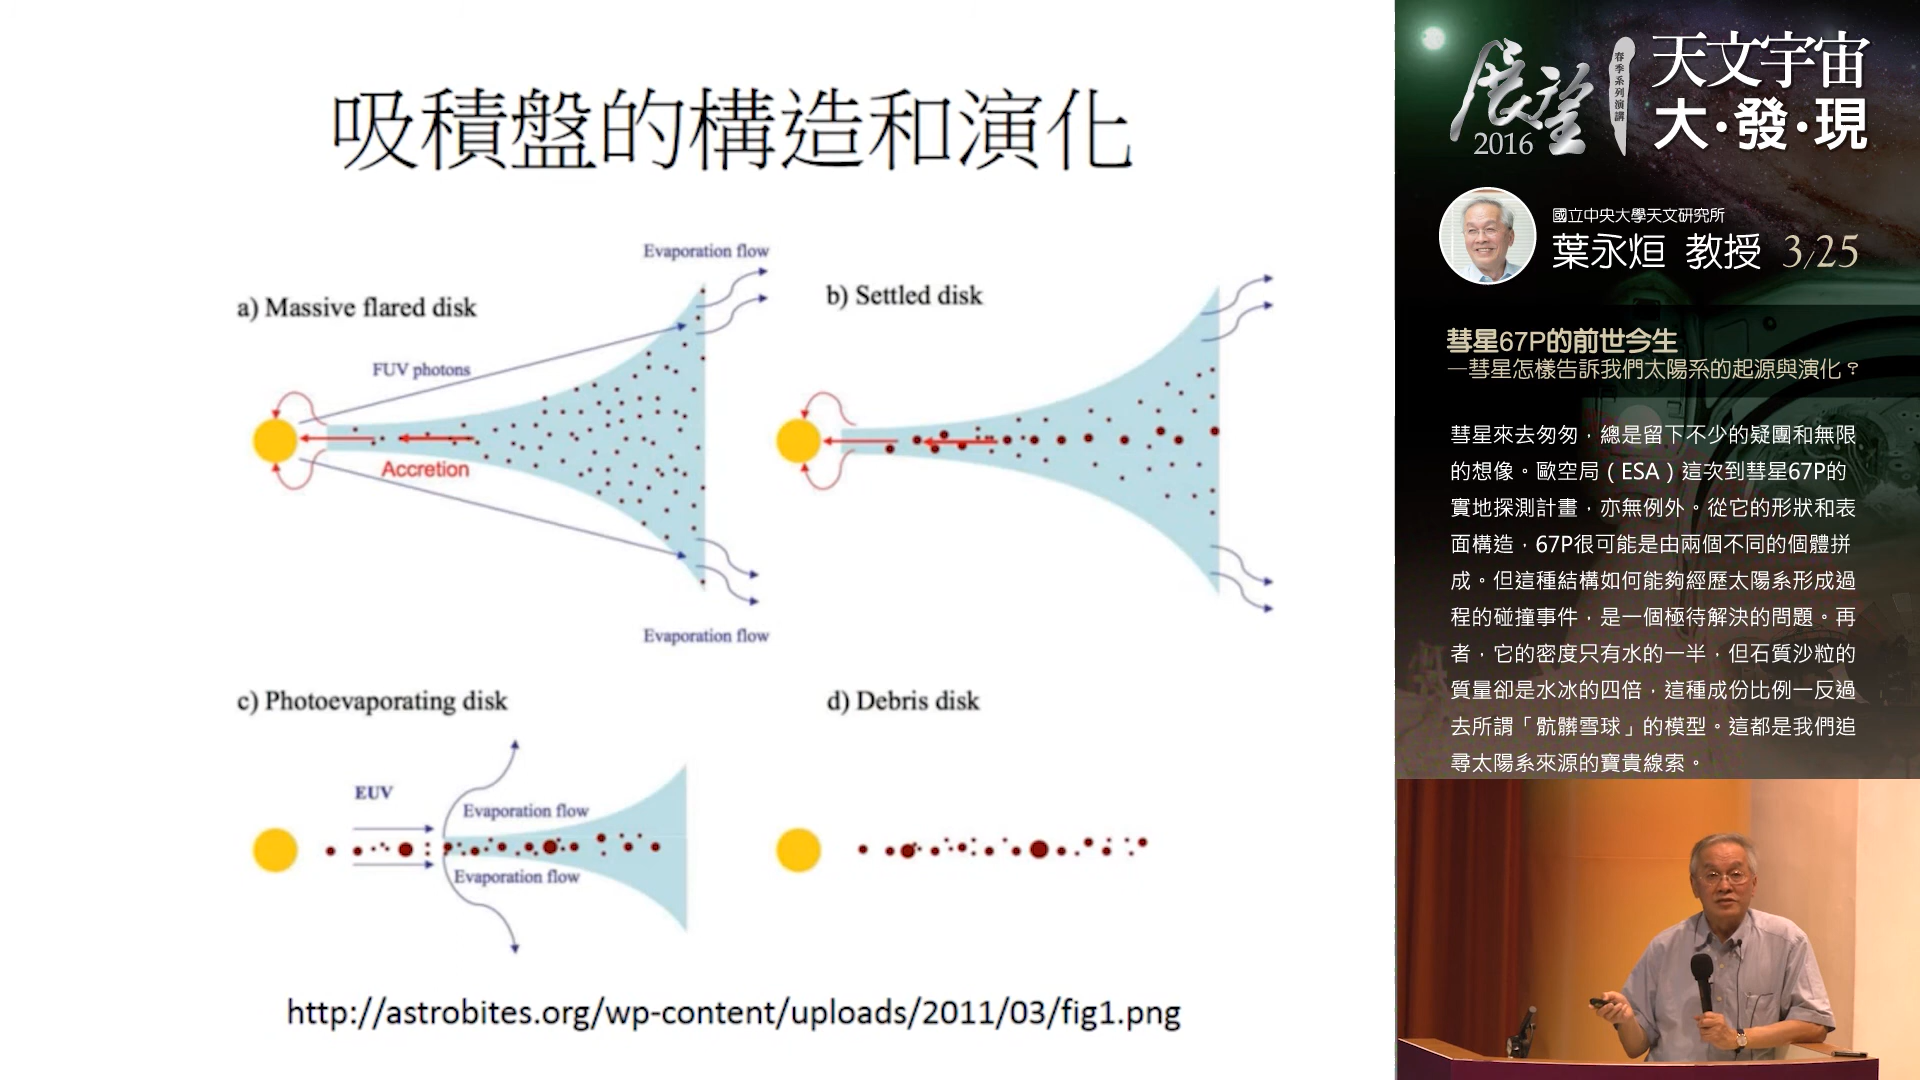 吸積盤的構造和演化
Evaporation flow
a) Massive flared disk
FUV photons
Accretion
Evaporation flow
b) Settled disk
c) Photoevaporating disk
EUV
Evaporation flow
Evaporation flow
d) Debris disk
http://astrobites.org/wp-content/uploads/2011/03/fig1.png
展望
2016
春季系列演講
天文宇宙
大·發·現
國立中央大學天文研究所
葉永烜 教授 3/25
彗星67P的前世今生
—彗星怎樣告訴我們太陽系的起源與演化?
彗星來去匆匆,總是留下不少的疑團和無限
的想像。歐空局(ESA)這次到彗星67P的
實地探測計畫,亦無例外。從它的形狀和表
面構造,67P很可能是由兩個不同的個體拼
成。但這種結構如何能夠經歷太陽系形成過
程的碰撞事件,是一個極待解決的問題。再
者,它的密度只有水的一半,但石質沙粒的
質量卻是水冰的四倍,這種成份比例一反過
去所謂「骯髒雪球」的模型。這都是我們追
尋太陽系來源的寶貴線索。